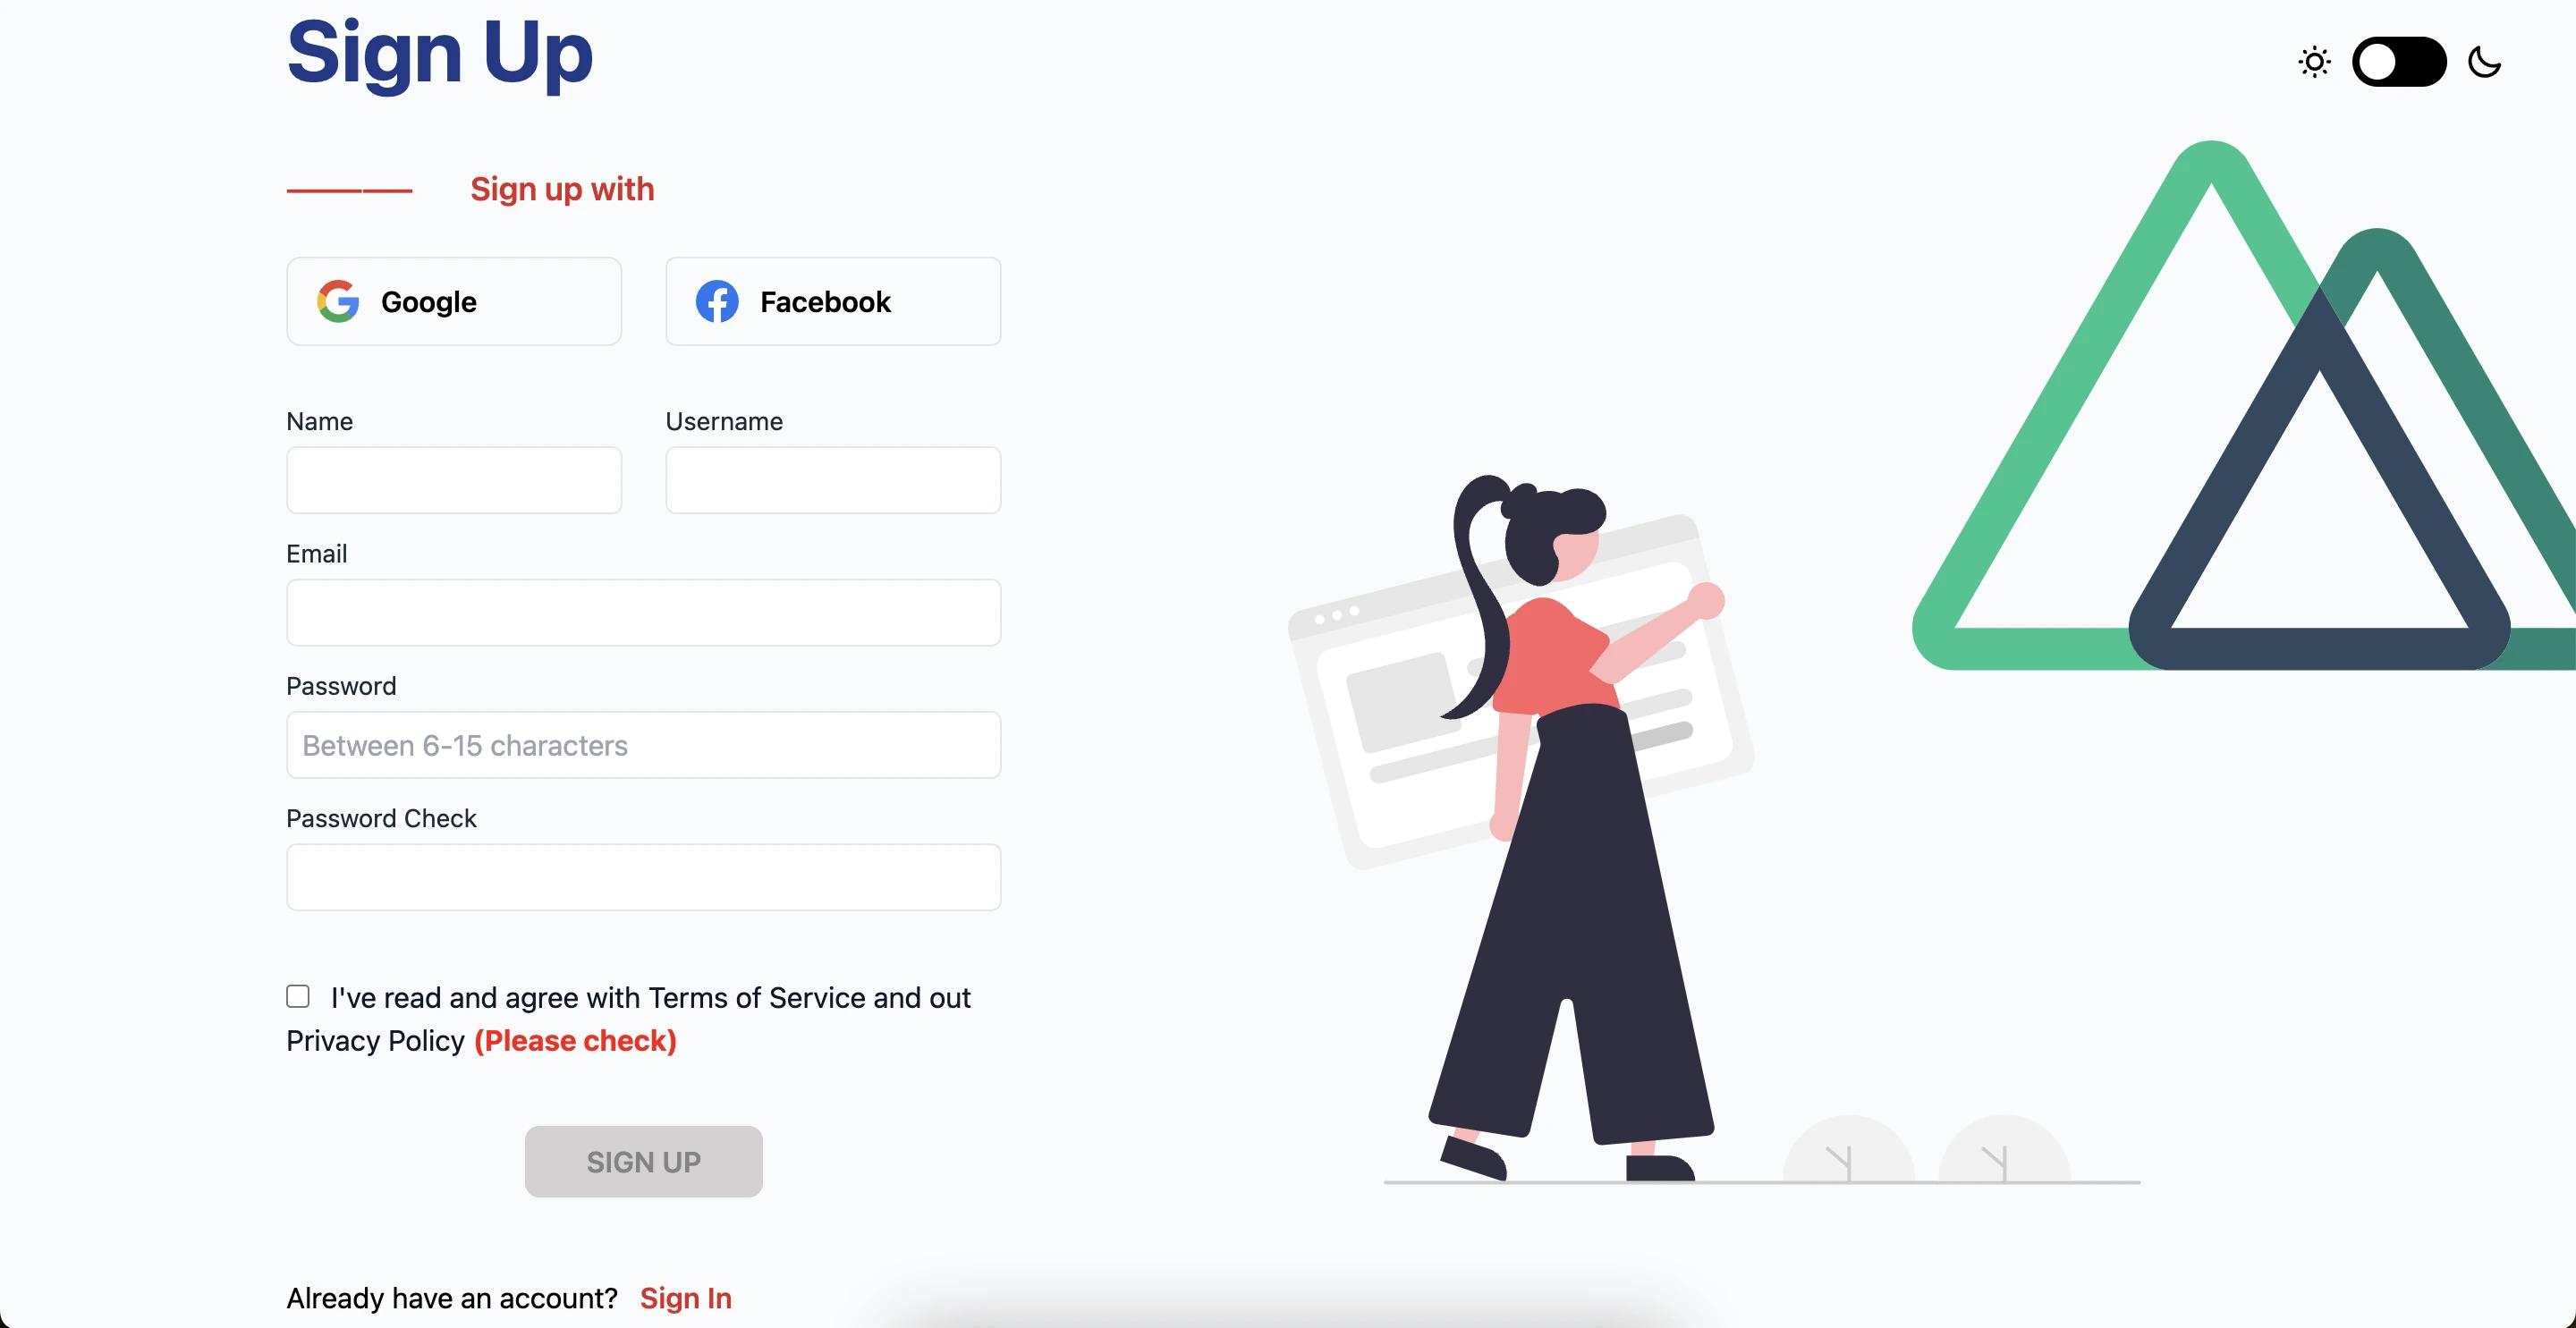 Sign Up
Sign up with
Google
Facebook
Name
Username
Email
Password
Between 6-15 characters
Password Check
I've read and agree with Terms of Service and out
Privacy Policy (Please check)
SIGN UP
Already have an account? Sign In